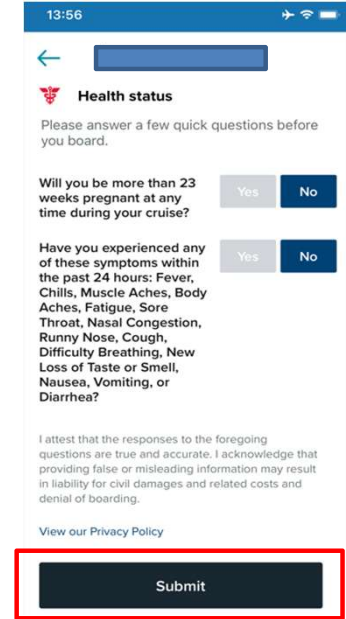 13:56
Health status
Please answer a few quick questions before
you board.
Will you be more than 23
weeks pregnant at any
time during your cruise?
Yes
No
Have you experienced any
of these symptoms within
the past 24 hours: Fever,
Chills, Muscle Aches, Body
Aches, Fatigue, Sore
Throat, Nasal Congestion,
Runny Nose, Cough,
Difficulty Breathing, New
Loss of Taste or Smell,
Nausea, Vomiting, or
Diarrhea?
Yes
No
I attest that the responses to the foregoing
questions are true and accurate. I acknowledge that
providing false or misleading information may result
in liability for civil damages and related costs and
denial of boarding.
View our Privacy Policy
Submit